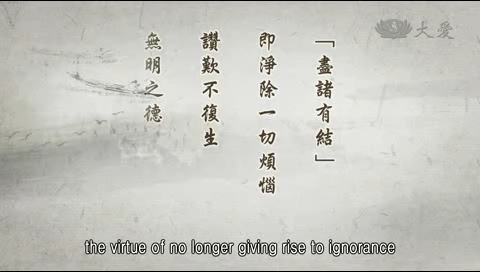 大愛
「盡諸有結」
即淨除一切煩惱
讚歎不復生
無明之德
the virtue of no longer giving rise to ignorance